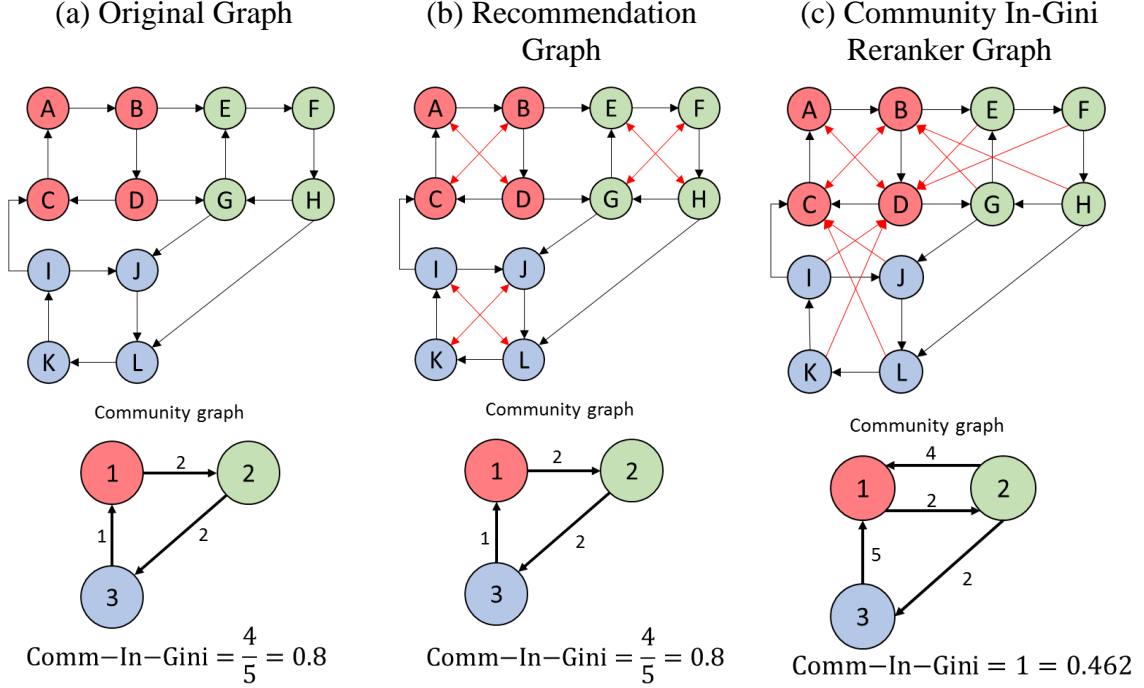 (a) Original Graph
(b) Recommendation
Graph
(c) Community In-Gini
Reranker Graph
A B E F
C D G H
I J
K L
A B E F
C D G H
I J
K L
A B E F
C D G H
I J
K L
Community graph
1 2 2
1 2
3
Comm−In−Gini = 4/5 = 0.8
Community graph
1 2 2
1 2
3
Comm−In−Gini = 4/5 = 0.8
Community graph
4
1 2 2
5 2
3
Comm−In−Gini = 1 = 0.462